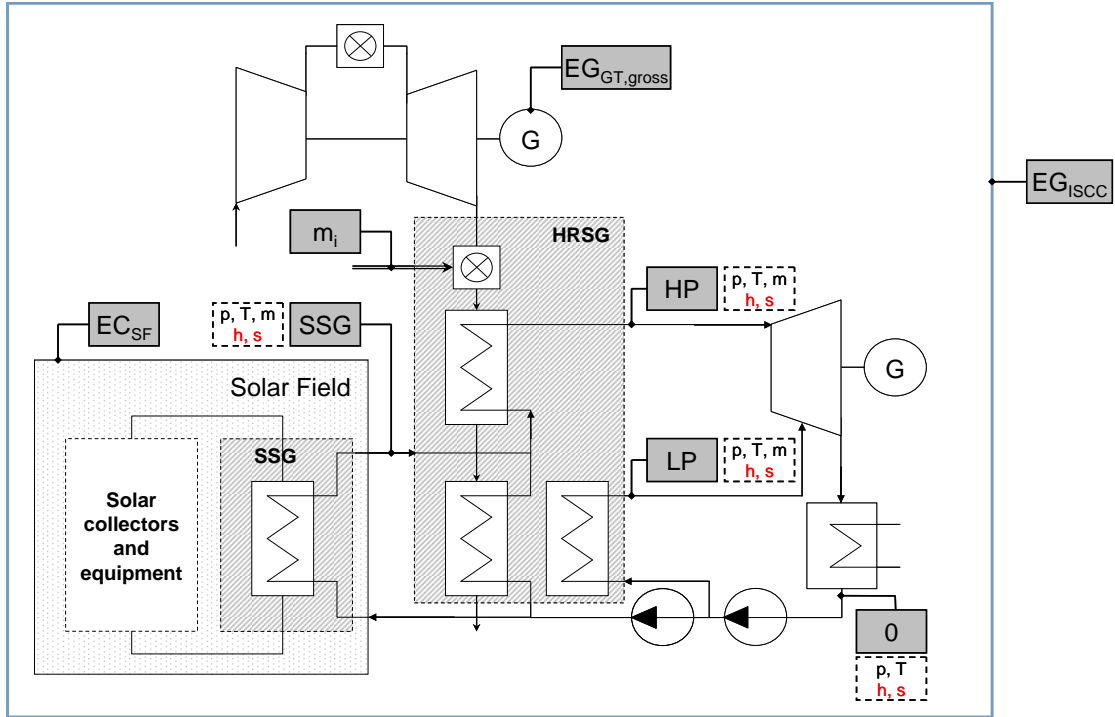 EG_GT,gross
G
EG_ISCC
m_i
HRSG
HP
p, T, m
h, s
EC_SF
p, T, m
h, s
SSG
G
Solar Field
SSG
LP
p, T, m
h, s
Solar
collectors
and
equipment
0
p, T
h, s